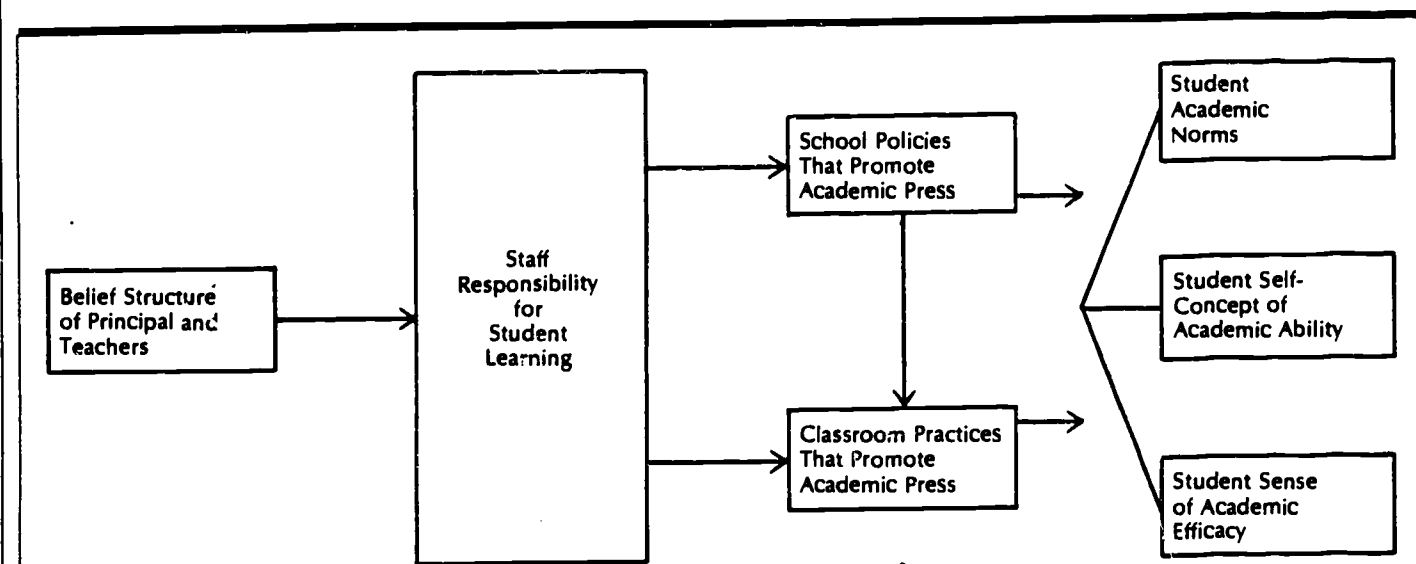 Belief Structure
of Principal and
Teachers
Staff
Responsibility
for
Student
Learning
School Policies
That Promote
Academic Press
Classroom Practices
That Promote
Academic Press
Student
Academic
Norms
Student Self-
Concept of
Academic Ability
Student Sense
of Academic
Efficacy